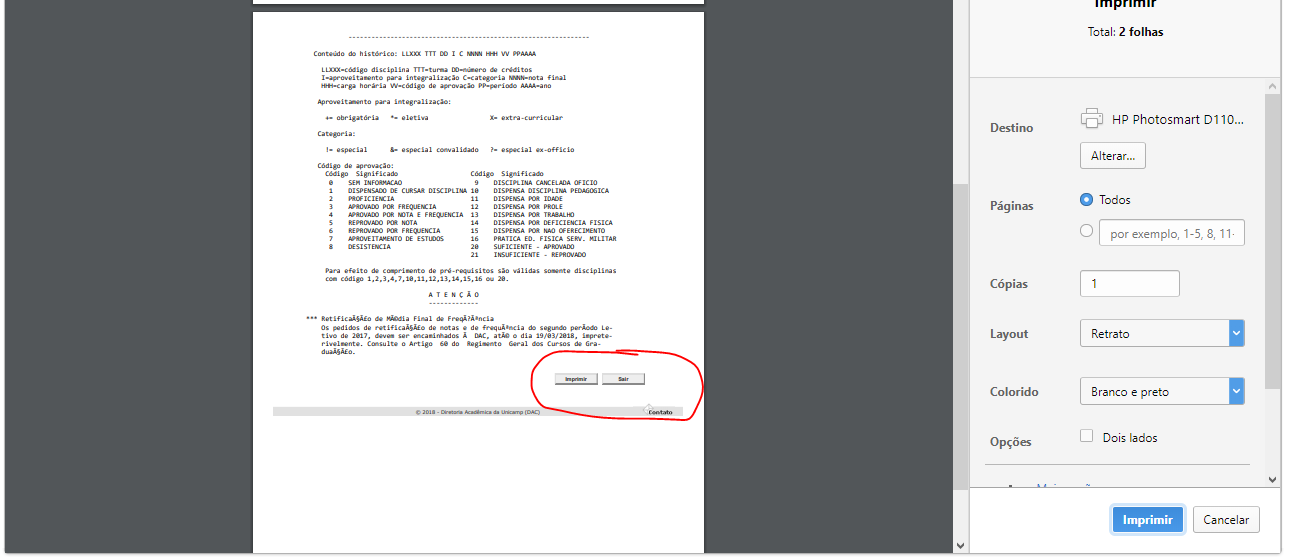 ---------------------------------------------------------------
Conteúdo do histórico: LLXXX TTT DD I C NNNN HHH VV PPAAAA
LLXXX=código disciplina TTT=turma DD=número de créditos
I=aproveitamento para integralização C=categoria NNNN=nota final
HHH=carga horária VV=código de aprovação PP=período AAAA=ano
Aproveitamento para integralização:
+= obrigatória *= eletiva X= extra-curricular
Categoria:
!= especial &= especial convalidado ?= especial ex-officio
Código de aprovação:
Código Significado Código Significado
0 SEM INFORMACAO 9 DISCIPLINA CANCELADA OFICIO
1 DISPENSADO DE CURSAR DISCIPLINA 10 DISPENSA DISCIPLINA PEDAGOGICA
2 PROFICIENCIA 11 DISPENSA POR IDADE
3 APROVADO POR FREQUENCIA 12 DISPENSA POR PROLE
4 APROVADO POR NOTA E FREQUENCIA 13 DISPENSA POR TRABALHO
5 REPROVADO POR NOTA 14 DISPENSA POR DEFICIENCIA FISICA
6 REPROVADO POR FREQUENCIA 15 DISPENSA POR NAO OFERECIMENTO
7 APROVEITAMENTO DE ESTUDOS 16 PRATICA ED. FISICA SERV. MILITAR
8 DESISTENCIA 20 SUFICIENTE - APROVADO
21 INSUFICIENTE - REPROVADO
Para efeito de comprimento de pré-requisitos são válidas somente disciplinas
com código 1,2,3,4,7,10,11,12,13,14,15,16 ou 20.
A T E N Ç Ã O
-------------
*** RetificaÃ§Ã£o de MÃ©dia Final de FreqÃ?Âªncia
Os pedidos de retificaÃ§Ã£o de notas e de frequÃªncia do segundo perÃ­odo Le-
tivo de 2017, devem ser encaminhados Ã DAC, atÃ© o dia 19/03/2018, imprete-
rivelmente. Consulte o Artigo 60 do Regimento Geral dos Cursos de Gra-
duaÃ§Ã£o.
Imprimir Sair
© 2018 - Diretoria Acadêmica da Unicamp (DAC) Contato
Imprimir
Total: 2 folhas
Destino
HP Photosmart D110...
Alterar...
Páginas
Todos
por exemplo, 1-5, 8, 11-
Cópias
1
Layout
Retrato
Colorido
Branco e preto
Opções
Dois lados
Imprimir Cancelar